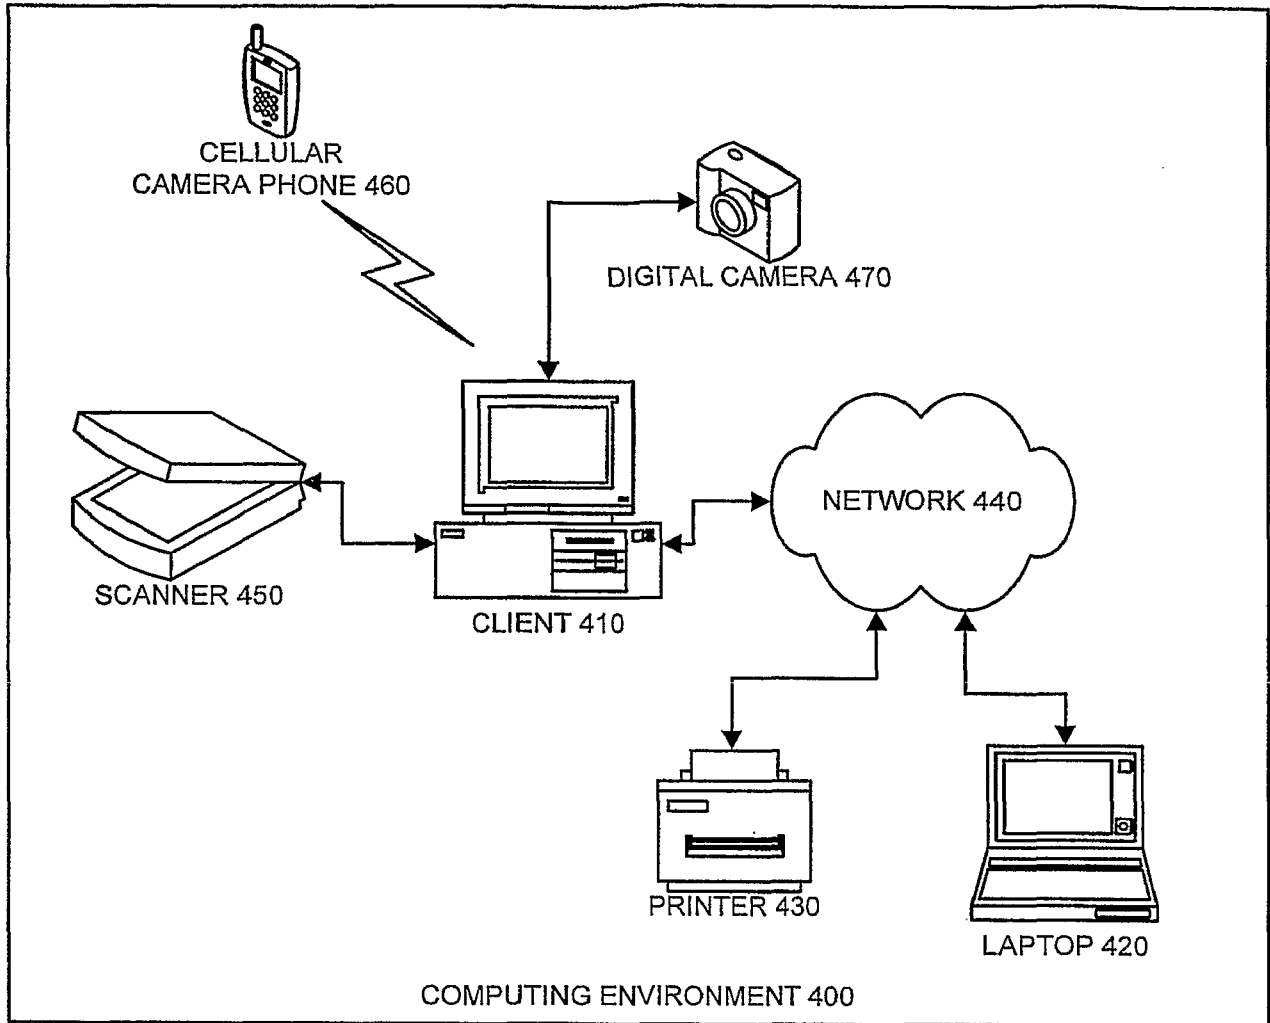 CELLULAR
CAMERA PHONE 460
DIGITAL CAMERA 470
NETWORK 440
SCANNER 450
CLIENT 410
PRINTER 430
LAPTOP 420
COMPUTING ENVIRONMENT 400